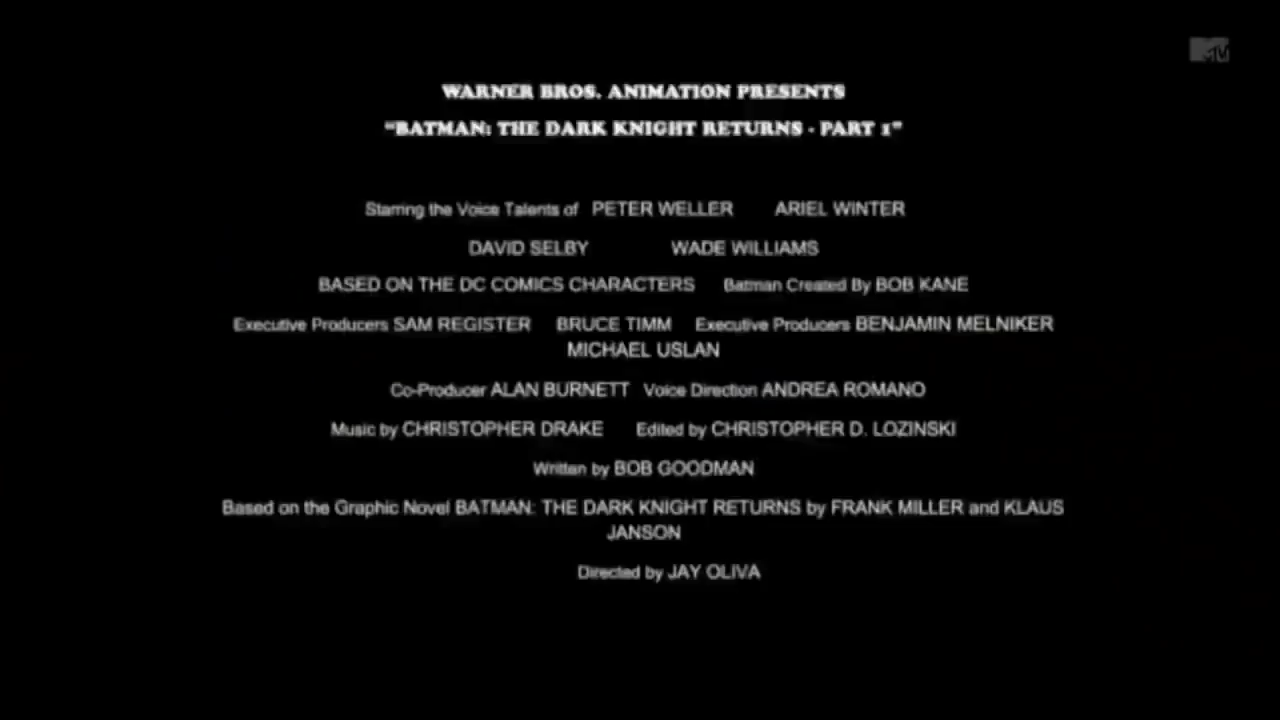 MTV
WARNER BROS. ANIMATION PRESENTS
“BATMAN: THE DARK KNIGHT RETURNS - PART 1”
Starring the Voice Talents of PETER WELLER ARIEL WINTER
DAVID SELBY WADE WILLIAMS
BASED ON THE DC COMICS CHARACTERS Batman Created By BOB KANE
Executive Producers SAM REGISTER BRUCE TIMM Executive Producers BENJAMIN MELNIKER
MICHAEL USLAN
Co-Producer ALAN BURNETT Voice Direction ANDREA ROMANO
Music by CHRISTOPHER DRAKE Edited by CHRISTOPHER D. LOZINSKI
Written by BOB GOODMAN
Based on the Graphic Novel BATMAN: THE DARK KNIGHT RETURNS by FRANK MILLER and KLAUS
JANSON
Directed by JAY OLIVA